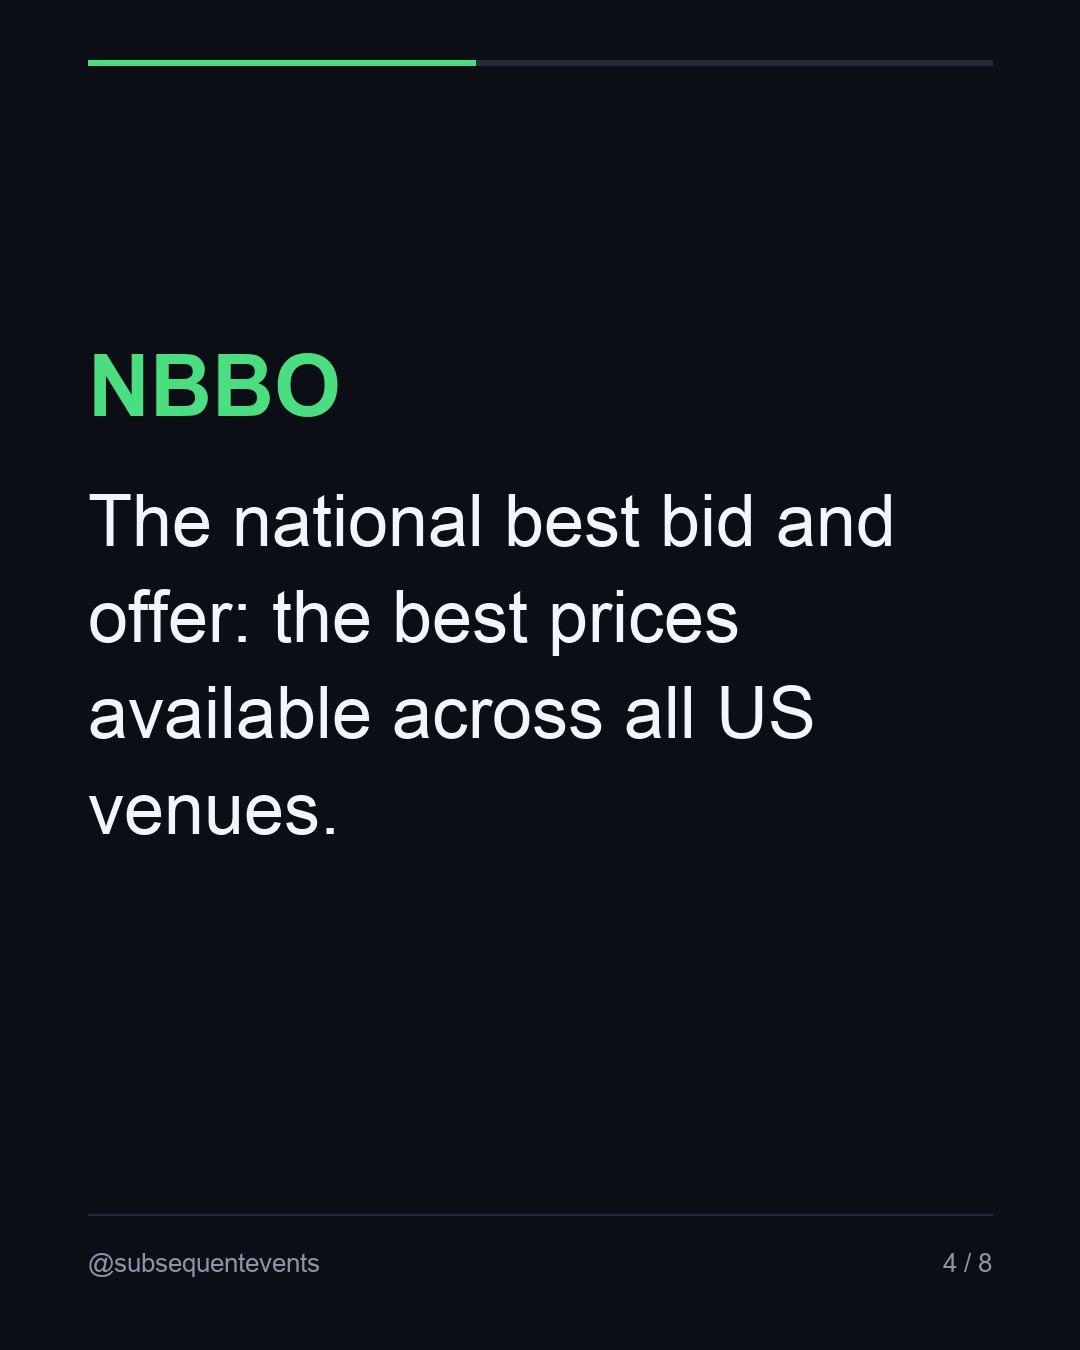 NBBO
The national best bid and
offer: the best prices
available across all US
venues.
@subsequentevents
4 / 8